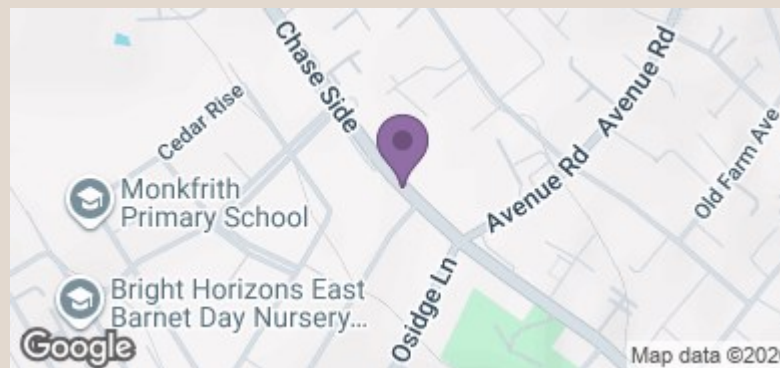 Chase Side
Avenue Rd
Cedar Rise
Avenue Rd
Old Farm Ave
Monkfrith
Primary School
Osidge Ln
Bright Horizons East
Barnet Day Nursery...
Google
Map data ©2020